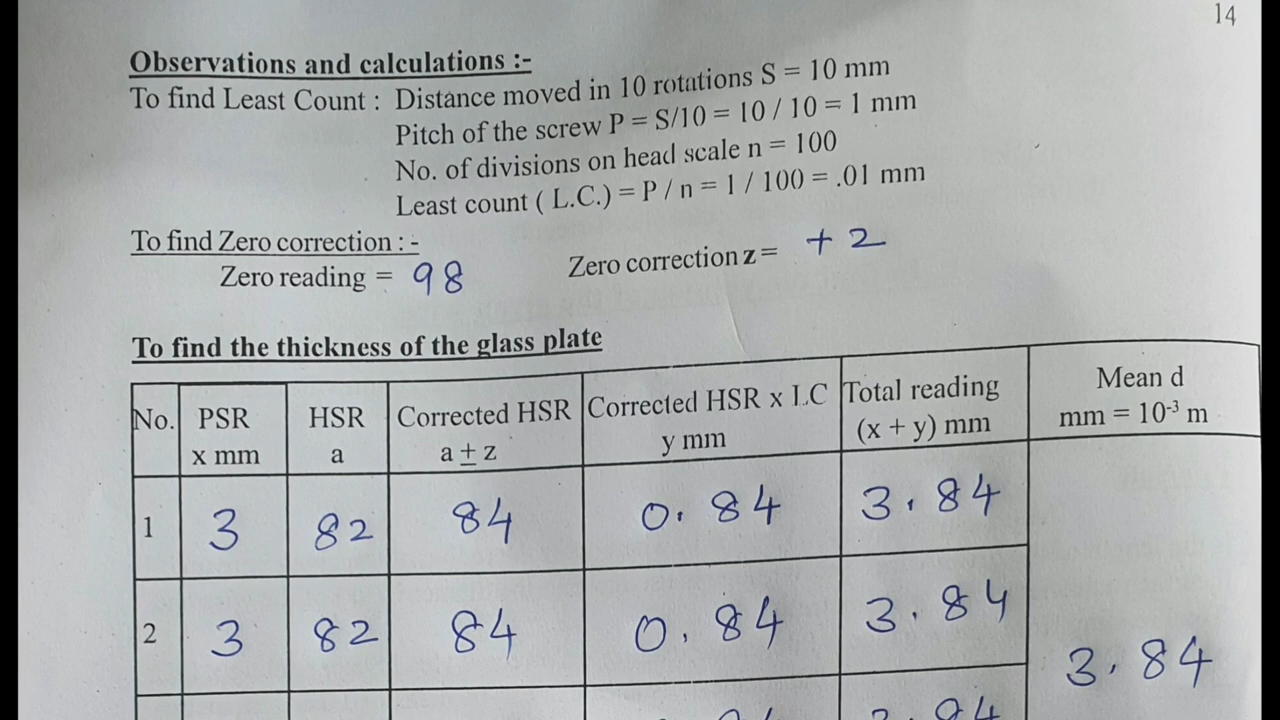 14
Observations and calculations :-
To find Least Count : Distance moved in 10 rotations S = 10 mm
Pitch of the screw P = S/10 = 10 / 10 = 1 mm
No. of divisions on head scale n = 100
Least count ( L.C.) = P / n = 1 / 100 = .01 mm
To find Zero correction : -
Zero reading = 98 Zero correction z = + 2
To find the thickness of the glass plate
No. PSR HSR Corrected HSR Corrected HSR x L.C Total reading Mean d
x mm a a ± z y mm (x + y) mm mm = 10⁻³ m
1 3 82 84 0.84 3.84
2 3 82 84 0.84 3.84
3.84